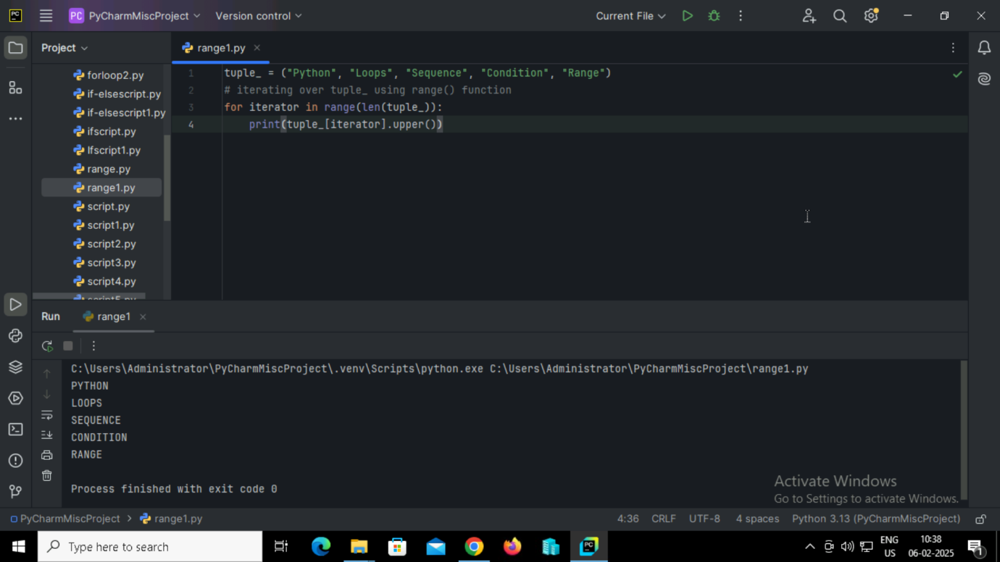 PC
PC PyCharmMiscProject Version control Current File
Project
range1.py
forloop2.py
if-elsescript.py
if-elsescript1.py
ifscript.py
Ifscript1.py
range.py
range1.py
script.py
script1.py
script2.py
script3.py
script4.py
1 tuple_ = ("Python", "Loops", "Sequence", "Condition", "Range")
2 # iterating over tuple_ using range() function
3 for iterator in range(len(tuple_)):
4 print(tuple_[iterator].upper())
Run range1
C:\Users\Administrator\PyCharmMiscProject\.venv\Scripts\python.exe C:\Users\Administrator\PyCharmMiscProject\range1.py
PYTHON
LOOPS
SEQUENCE
CONDITION
RANGE
Process finished with exit code 0
Activate Windows
Go to Settings to activate Windows.
PyCharmMiscProject > range1.py 4:36 CRLF UTF-8 4 spaces Python 3.13 (PyCharmMiscProject)
Type here to search
PC
ENG
US
10:38
06-02-2025
1